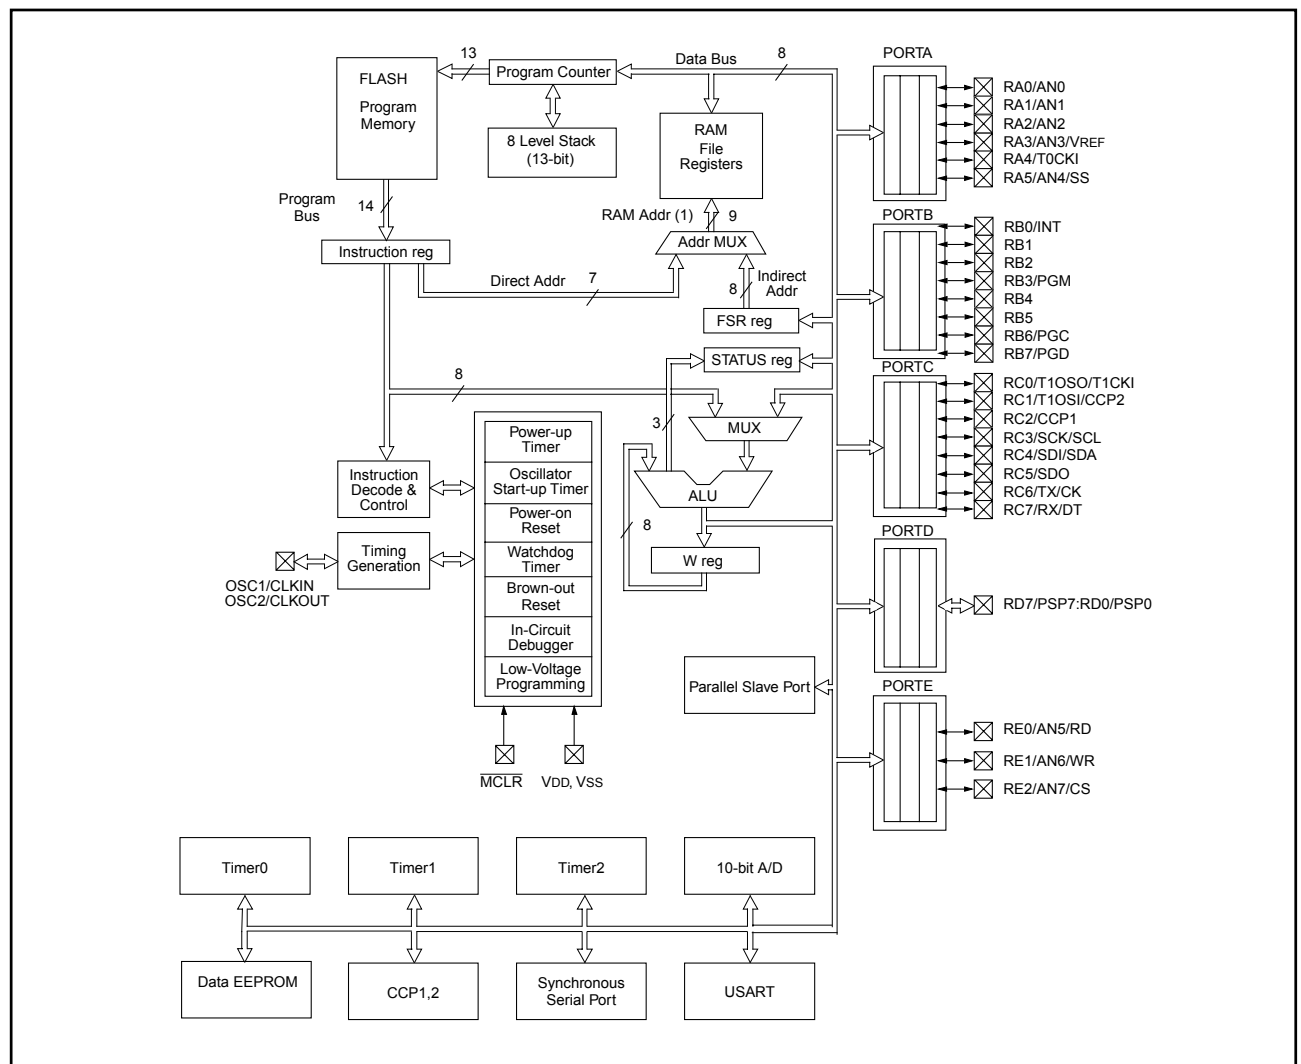 13
Data Bus
8
PORTA
FLASH
Program
Memory
Program Counter
8 Level Stack
(13-bit)
RAM
File
Registers
RA0/AN0
RA1/AN1
RA2/AN2
RA3/AN3/VREF
RA4/T0CKI
RA5/AN4/SS
Program
Bus
14
RAM Addr (1)
9
PORTB
Instruction reg
Addr MUX
RB0/INT
RB1
RB2
RB3/PGM
RB4
RB5
RB6/PGC
RB7/PGD
Direct Addr
7
8
Indirect
Addr
FSR reg
STATUS reg
PORTC
8
3
MUX
RC0/T1OSO/T1CKI
RC1/T1OSI/CCP2
RC2/CCP1
RC3/SCK/SCL
RC4/SDI/SDA
RC5/SDO
RC6/TX/CK
RC7/RX/DT
Power-up
Timer
Oscillator
Start-up Timer
Power-on
Reset
Watchdog
Timer
Brown-out
Reset
In-Circuit
Debugger
Low-Voltage
Programming
Instruction
Decode &
Control
Timing
Generation
OSC1/CLKIN
OSC2/CLKOUT
ALU
8
W reg
PORTD
RD7/PSP7:RD0/PSP0
Parallel Slave Port
PORTE
RE0/AN5/RD
RE1/AN6/WR
RE2/AN7/CS
MCLR
VDD, VSS
Timer0
Timer1
Timer2
10-bit A/D
Data EEPROM
CCP1,2
Synchronous
Serial Port
USART